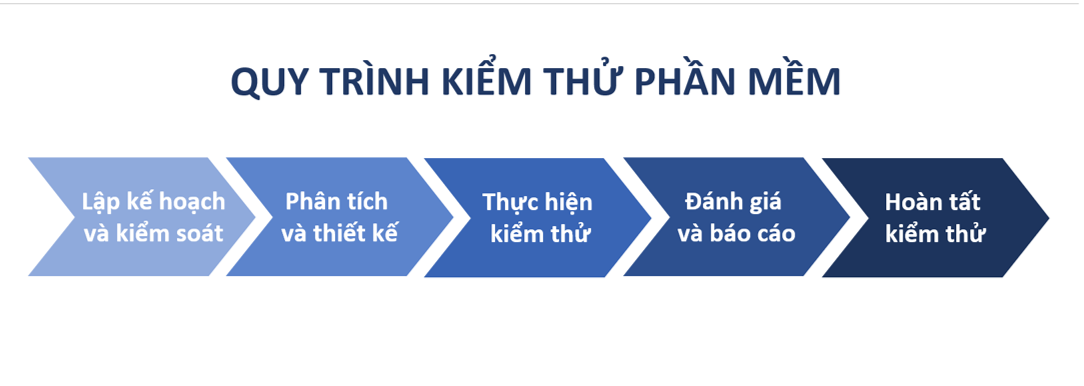 QUY TRÌNH KIỂM THỬ PHẦN MỀM
Lập kế hoạch
và kiểm soát
Phân tích
và thiết kế
Thực hiện
kiểm thử
Đánh giá
và báo cáo
Hoàn tất
kiểm thử